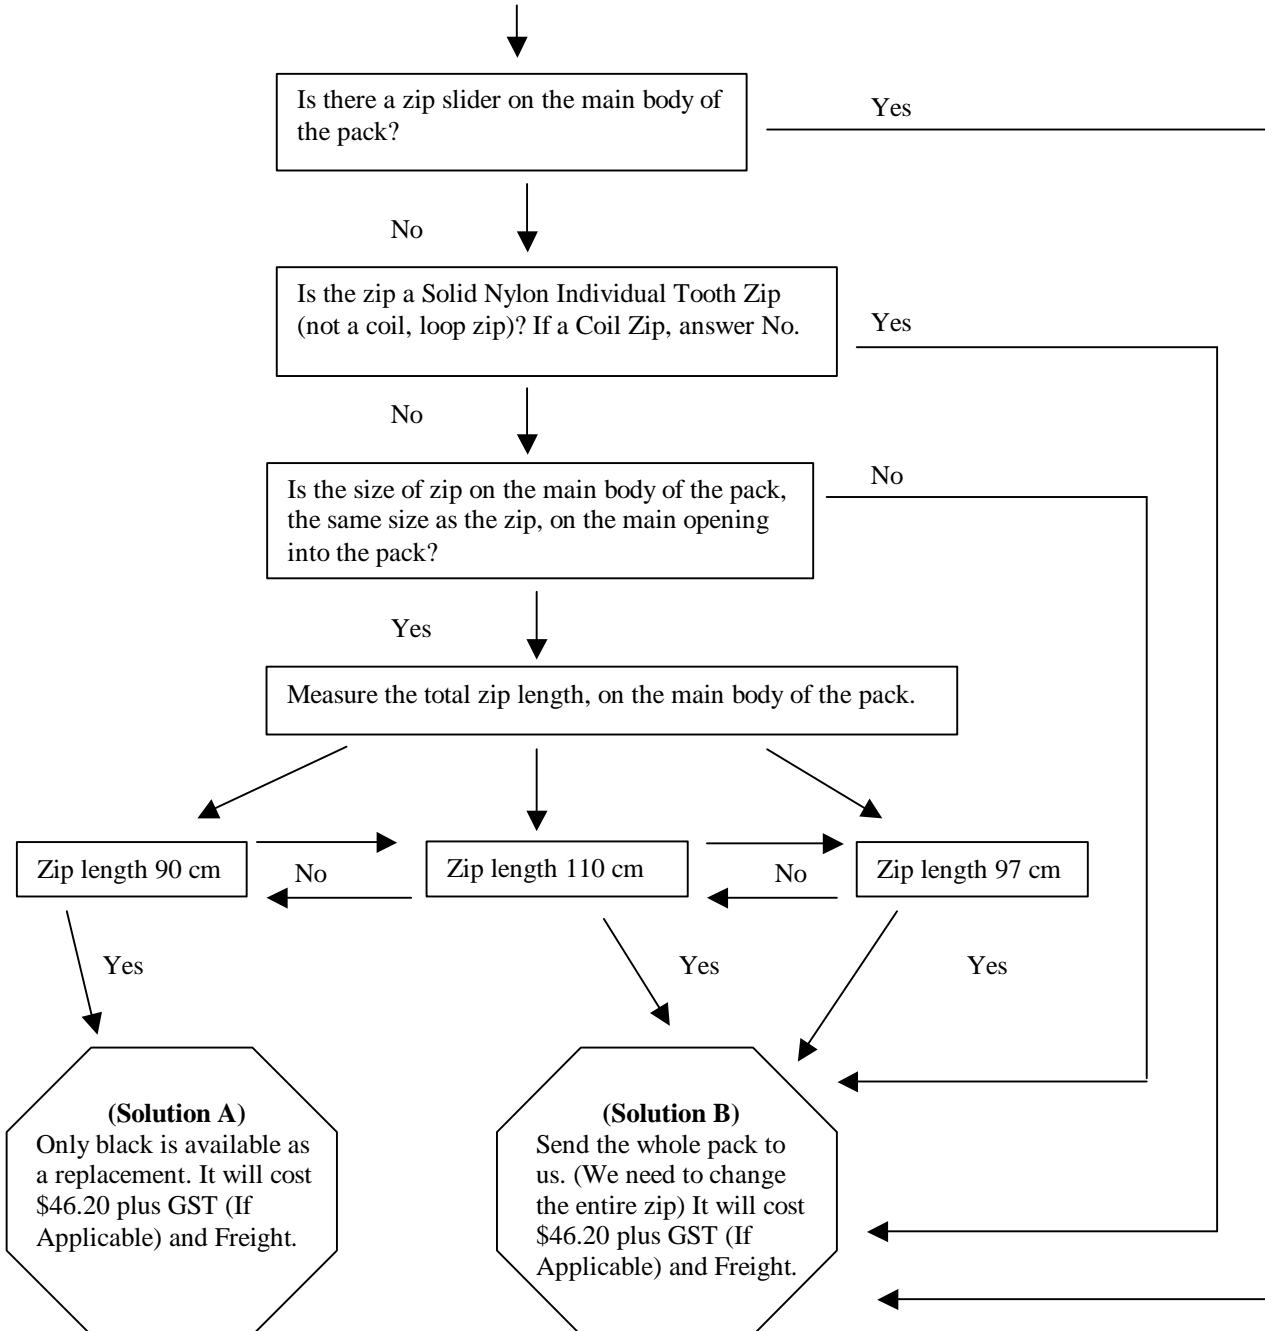 Is there a zip slider on the main body of
the pack?
Yes
No
Is the zip a Solid Nylon Individual Tooth Zip
(not a coil, loop zip)? If a Coil Zip, answer No.
Yes
No
Is the size of zip on the main body of the pack,
the same size as the zip, on the main opening
into the pack?
No
Yes
Measure the total zip length, on the main body of the pack.
Zip length 90 cm
No
Zip length 110 cm
No
Zip length 97 cm
Yes
Yes
Yes
(Solution A)
Only black is available as
a replacement. It will cost
$46.20 plus GST (If
Applicable) and Freight.
(Solution B)
Send the whole pack to
us. (We need to change
the entire zip) It will cost
$46.20 plus GST (If
Applicable) and Freight.